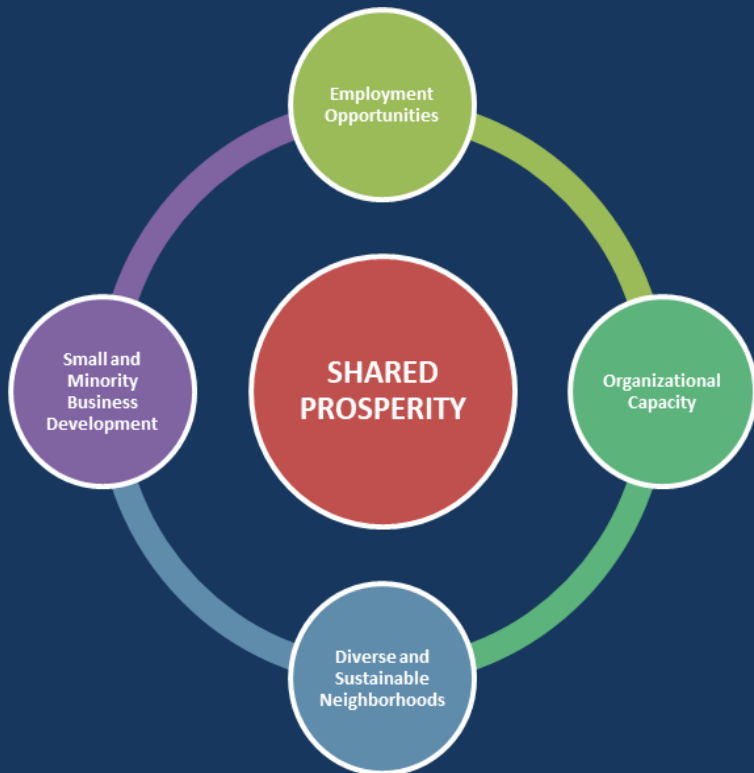 Employment
Opportunities
Small and
Minority
Business
Development
SHARED
PROSPERITY
Organizational
Capacity
Diverse and
Sustainable
Neighborhoods